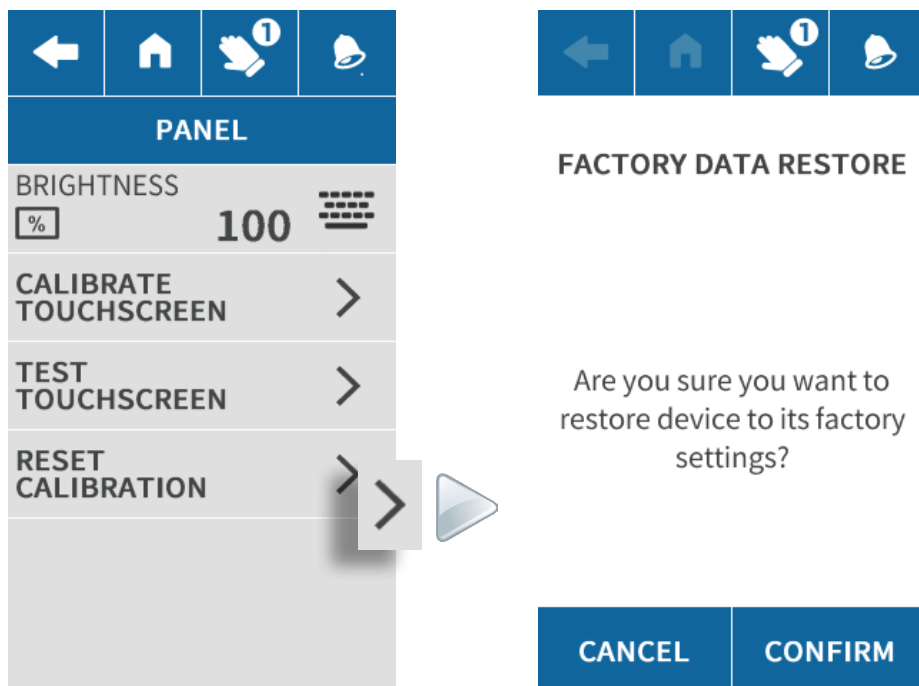 1
PANEL
BRIGHTNESS
%
100
CALIBRATE
TOUCHSCREEN
TEST
TOUCHSCREEN
RESET
CALIBRATION
1
FACTORY DATA RESTORE
Are you sure you want to
restore device to its factory
settings?
CANCEL
CONFIRM